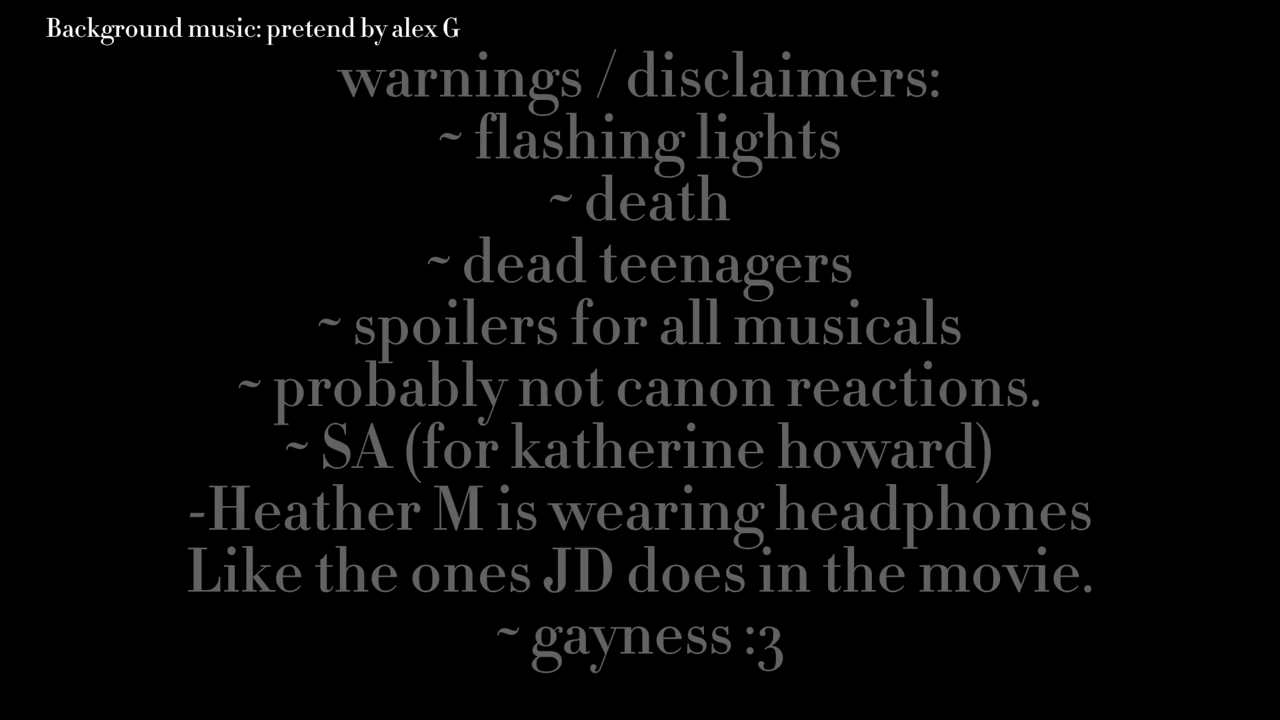 Background music: pretend by alex G
warnings / disclaimers:
~ flashing lights
~ death
~ dead teenagers
~ spoilers for all musicals
~ probably not canon reactions.
~ SA (for katherine howard)
-Heather M is wearing headphones
Like the ones JD does in the movie.
~ gayness :3